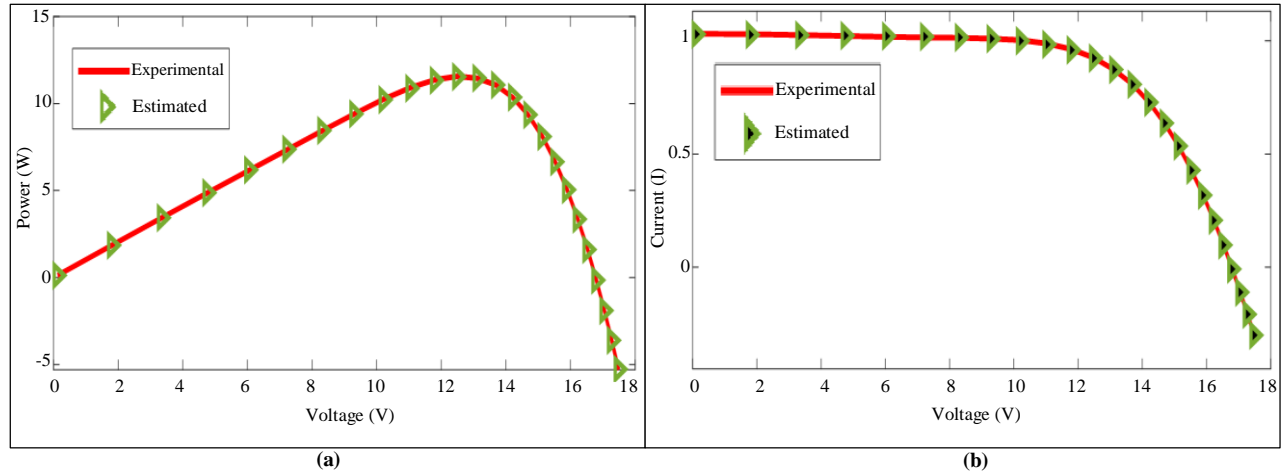 15
10
5
0
-5
Power (W)
Experimental
Estimated
0 2 4 6 8 10 12 14 16 18
Voltage (V)
(a)
1
0.5
0
Current (I)
Experimental
Estimated
0 2 4 6 8 10 12 14 16 18
Voltage (V)
(b)